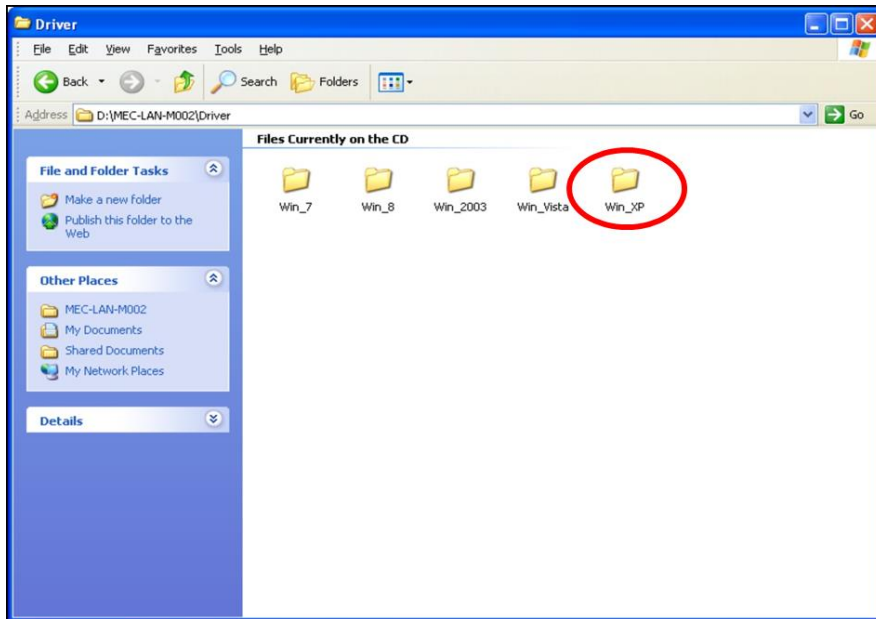 Driver
File Edit View Favorites Tools Help
Back Search Folders
Address D:\MEC-LAN-M002\Driver Go
Files Currently on the CD
File and Folder Tasks
Make a new folder
Publish this folder to the
Web
Other Places
MEC-LAN-M002
My Documents
Shared Documents
My Network Places
Details
Win_7 Win_8 Win_2003 Win_Vista Win_XP